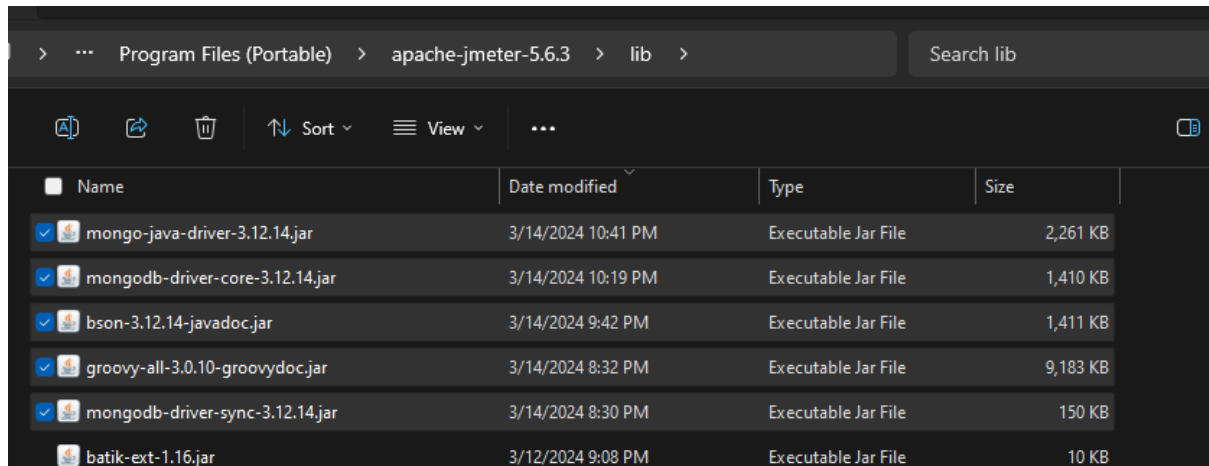 > ... Program Files (Portable) > apache-jmeter-5.6.3 > lib > Search lib
A Sort View ...
Name Date modified Type Size
mongo-java-driver-3.12.14.jar 3/14/2024 10:41 PM Executable Jar File 2,261 KB
mongodb-driver-core-3.12.14.jar 3/14/2024 10:19 PM Executable Jar File 1,410 KB
bson-3.12.14-javadoc.jar 3/14/2024 9:42 PM Executable Jar File 1,411 KB
groovy-all-3.0.10-groovydoc.jar 3/14/2024 8:32 PM Executable Jar File 9,183 KB
mongodb-driver-sync-3.12.14.jar 3/14/2024 8:30 PM Executable Jar File 150 KB
batik-ext-1.16.jar 3/12/2024 9:08 PM Executable Jar File 10 KB